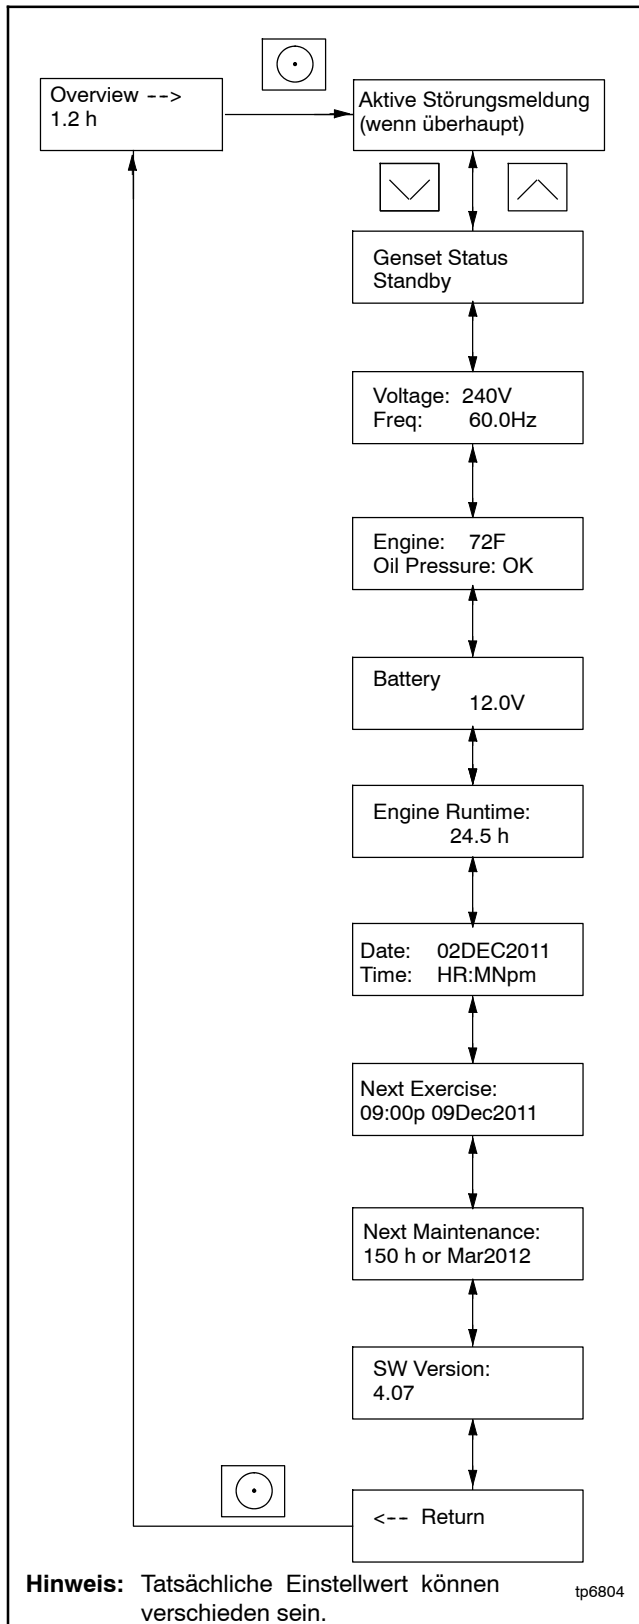 Overview -->
1.2 h
Aktive Störungsmeldung
(wenn überhaupt)
Genset Status
Standby
Voltage: 240V
Freq: 60.0Hz
Engine: 72F
Oil Pressure: OK
Battery
12.0V
Engine Runtime:
24.5 h
Date: 02DEC2011
Time: HR:MNpm
Next Exercise:
09:00p 09Dec2011
Next Maintenance:
150 h or Mar2012
SW Version:
4.07
<-- Return
Hinweis: Tatsächliche Einstellwert können
verschieden sein.
tp6804